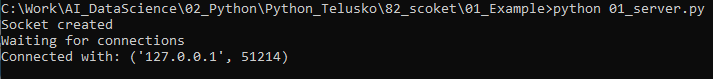 C:\Work\AI_DataScience\02_Python\Python_Telusko\82_scoket\01_Example>python 01_server.py
Socket created
Waiting for connections
Connected with: ('127.0.0.1', 51214)